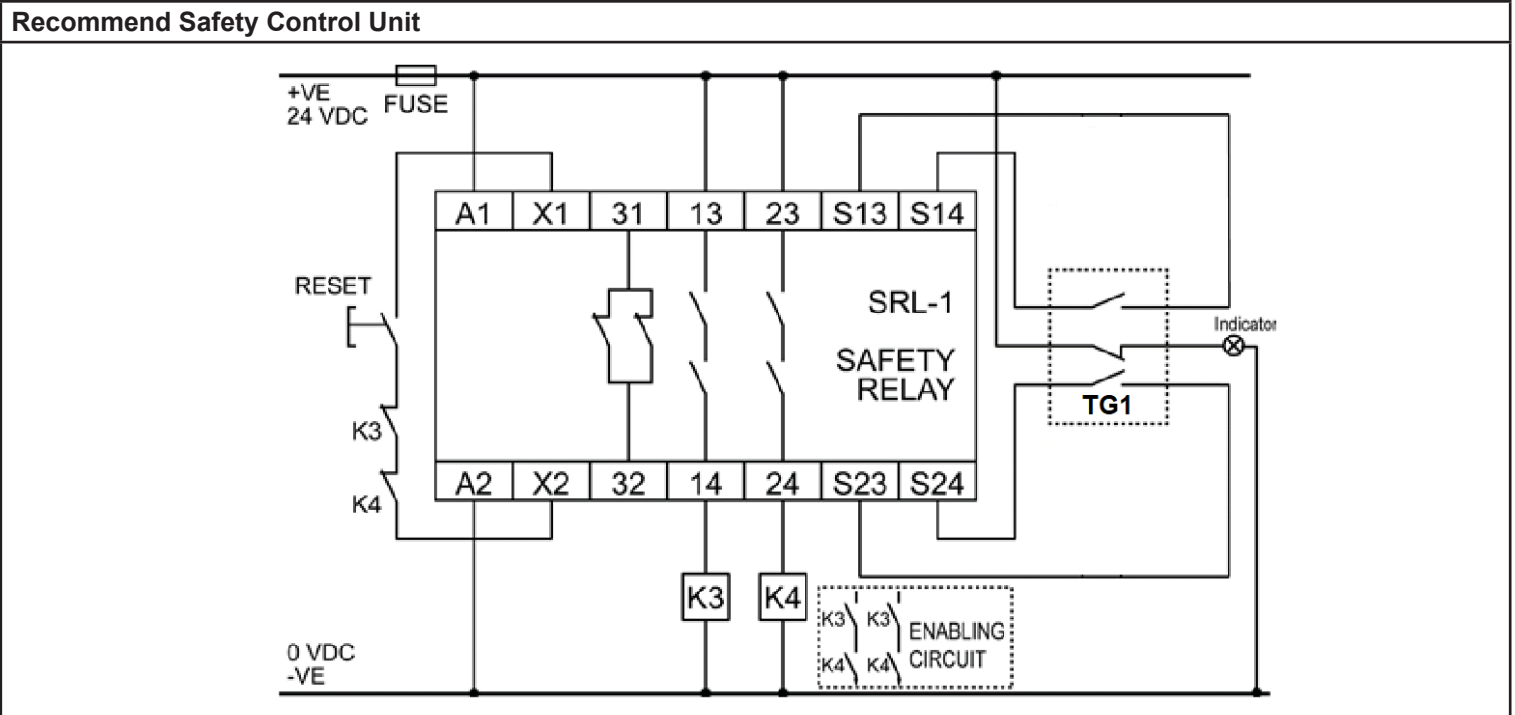 Recommend Safety Control Unit
+VE
24 VDC
FUSE
A1 X1 31 13 23 S13 S14
RESET
SRL-1
SAFETY
RELAY
Indicator
TG1
K3
K4
A2 X2 32 14 24 S23 S24
K3 K4
K3 K3
K4 K4
ENABLING
CIRCUIT
0 VDC
-VE